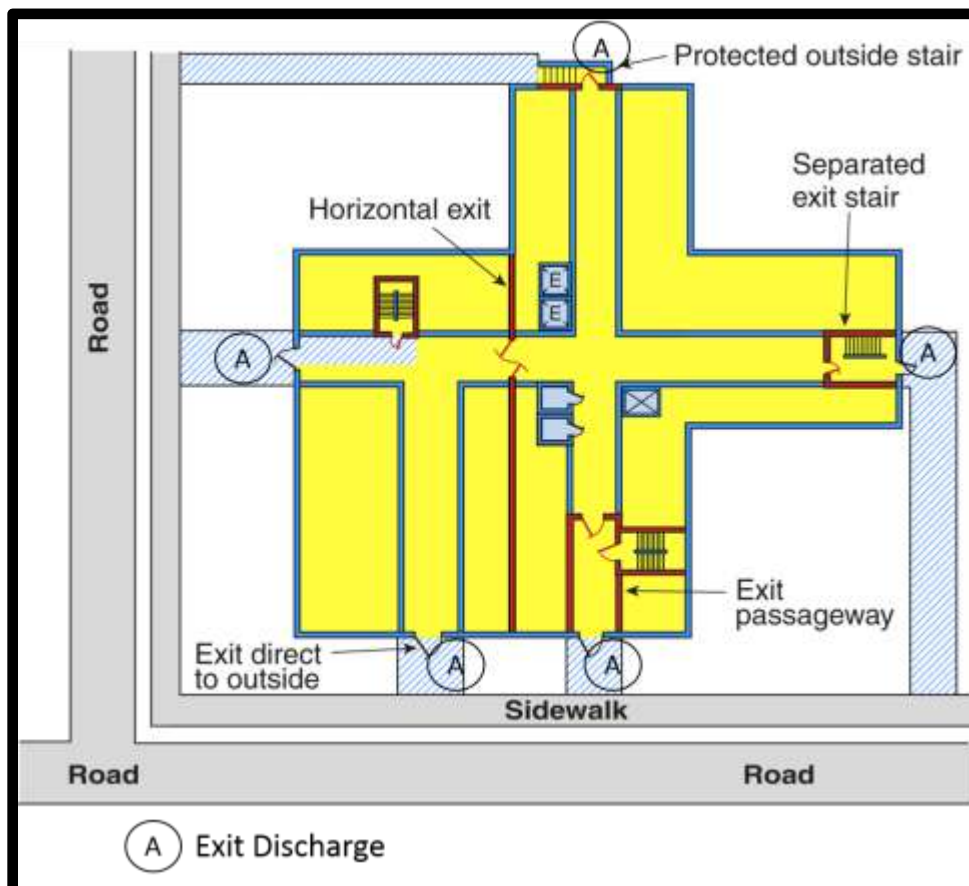 A
Protected outside stair
Separated
exit stair
Horizontal exit
E
E
Road
A
A
Exit
passageway
Exit direct
to outside
A
A
Sidewalk
Road
Road
A Exit Discharge